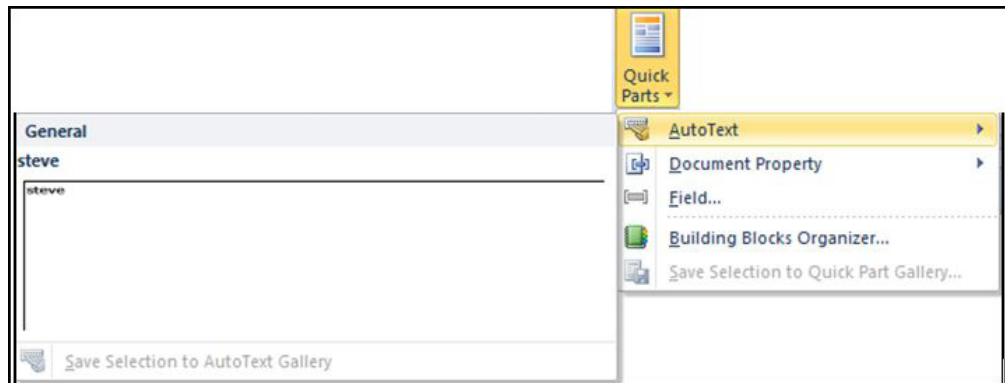 Quick
Parts
General
steve
steve
Save Selection to AutoText Gallery
AutoText
Document Property
Field...
Building Blocks Organizer...
Save Selection to Quick Part Gallery...